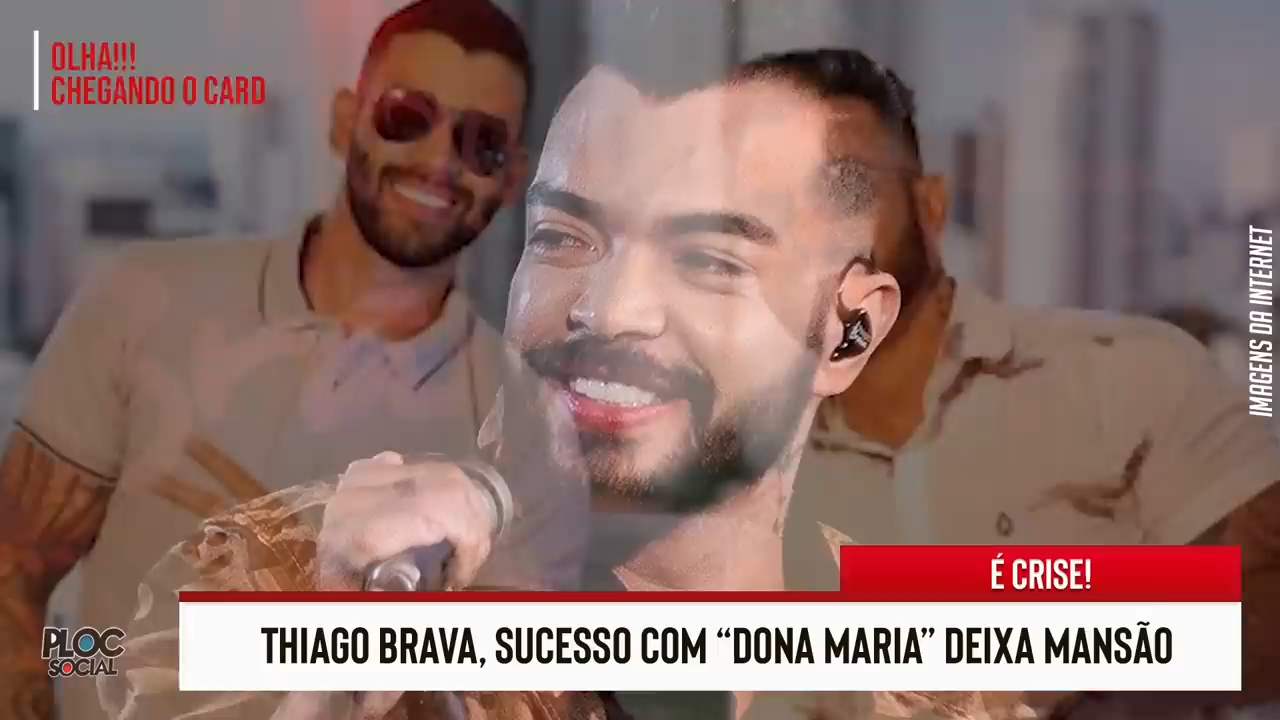 OLHA!!!
CHEGANDO O CARD
IMAGENS DA INTERNET
É CRISE!
THIAGO BRAVA, SUCESSO COM “DONA MARIA” DEIXA MANSÃO
PLOC
SOCIAL